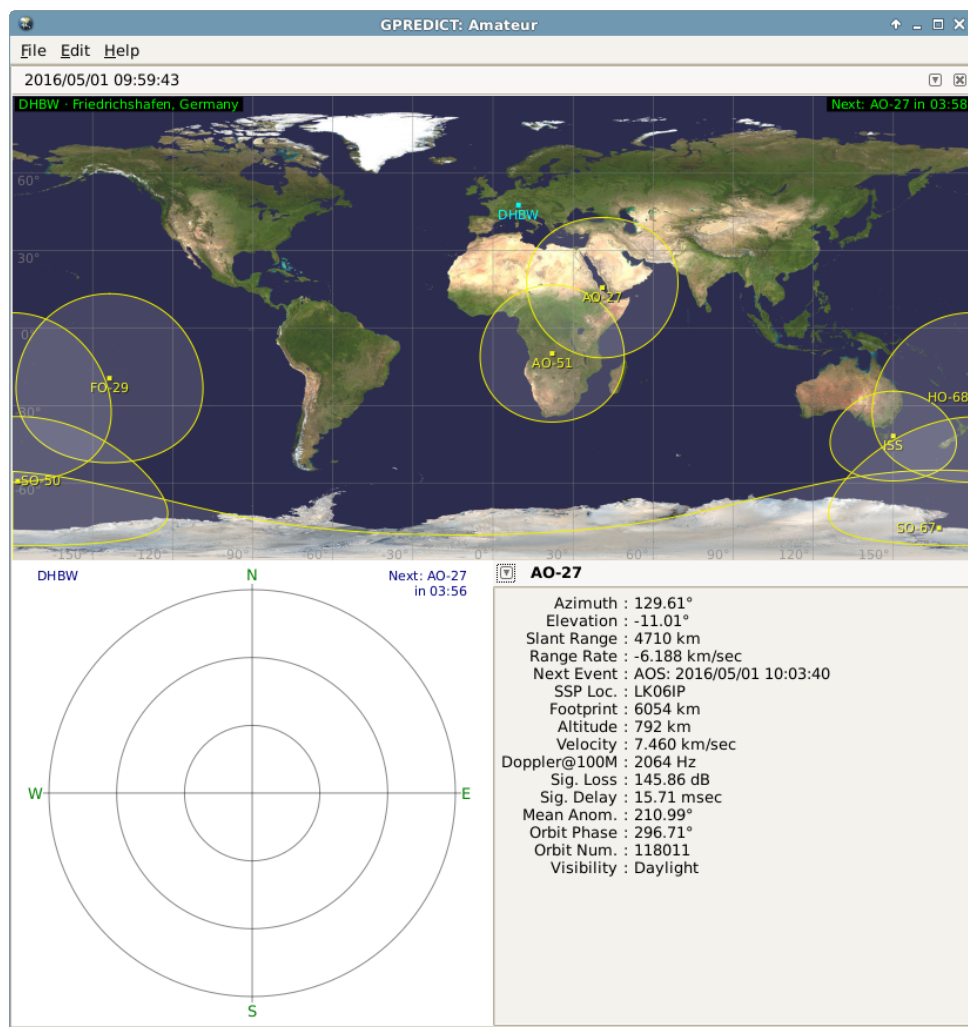 GPREDICT: Amateur
File Edit Help
2016/05/01 09:59:43
DHBW · Friedrichshafen, Germany
Next: AO-27 in 03:58
60°
DHBW
30°
AO-27
0°
AO-51
FO-29
HO-68
-30°
ISS
SO-50
-60°
SO-67
-150° -120° -90° -60° -30° 0° 30° 60° 90° 120° 150°
DHBW
N
Next: AO-27
in 03:56
W
E
S
AO-27
Azimuth : 129.61°
Elevation : -11.01°
Slant Range : 4710 km
Range Rate : -6.188 km/sec
Next Event : AOS: 2016/05/01 10:03:40
SSP Loc. : LK06IP
Footprint : 6054 km
Altitude : 792 km
Velocity : 7.460 km/sec
Doppler@100M : 2064 Hz
Sig. Loss : 145.86 dB
Sig. Delay : 15.71 msec
Mean Anom. : 210.99°
Orbit Phase : 296.71°
Orbit Num. : 118011
Visibility : Daylight